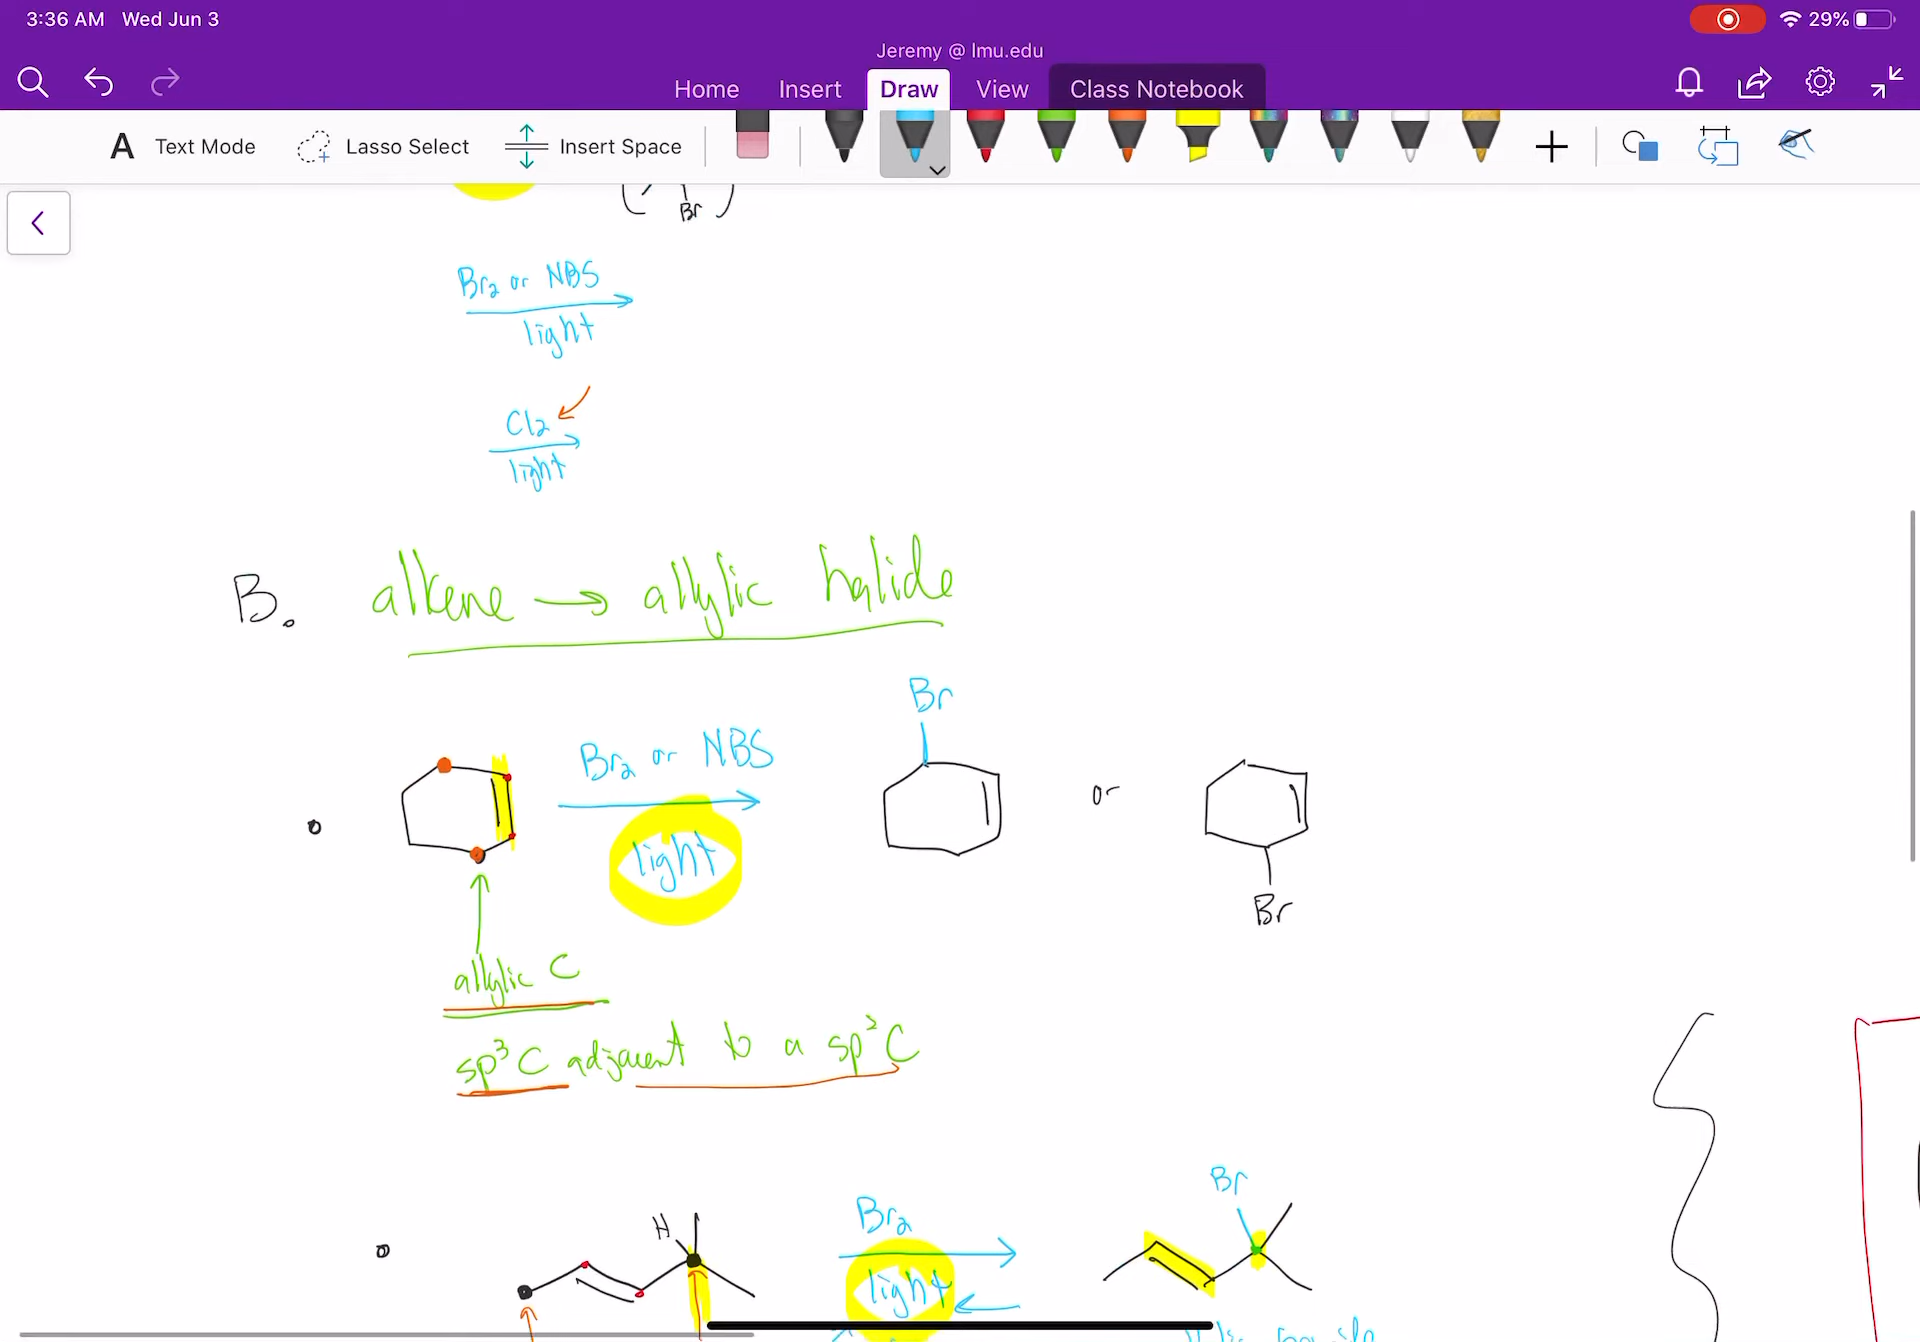 3:36 AM Wed Jun 3
29%
Jeremy @ lmu.edu
Home Insert Draw View Class Notebook
A Text Mode Lasso Select Insert Space
Br
Br2 or NBS
light
Cl2
light
B. alkene → allylic halide
Br
Br2 or NBS
light
or
Br
allylic C
sp³ C adjacent to a sp² C
Br
H
Br2
light